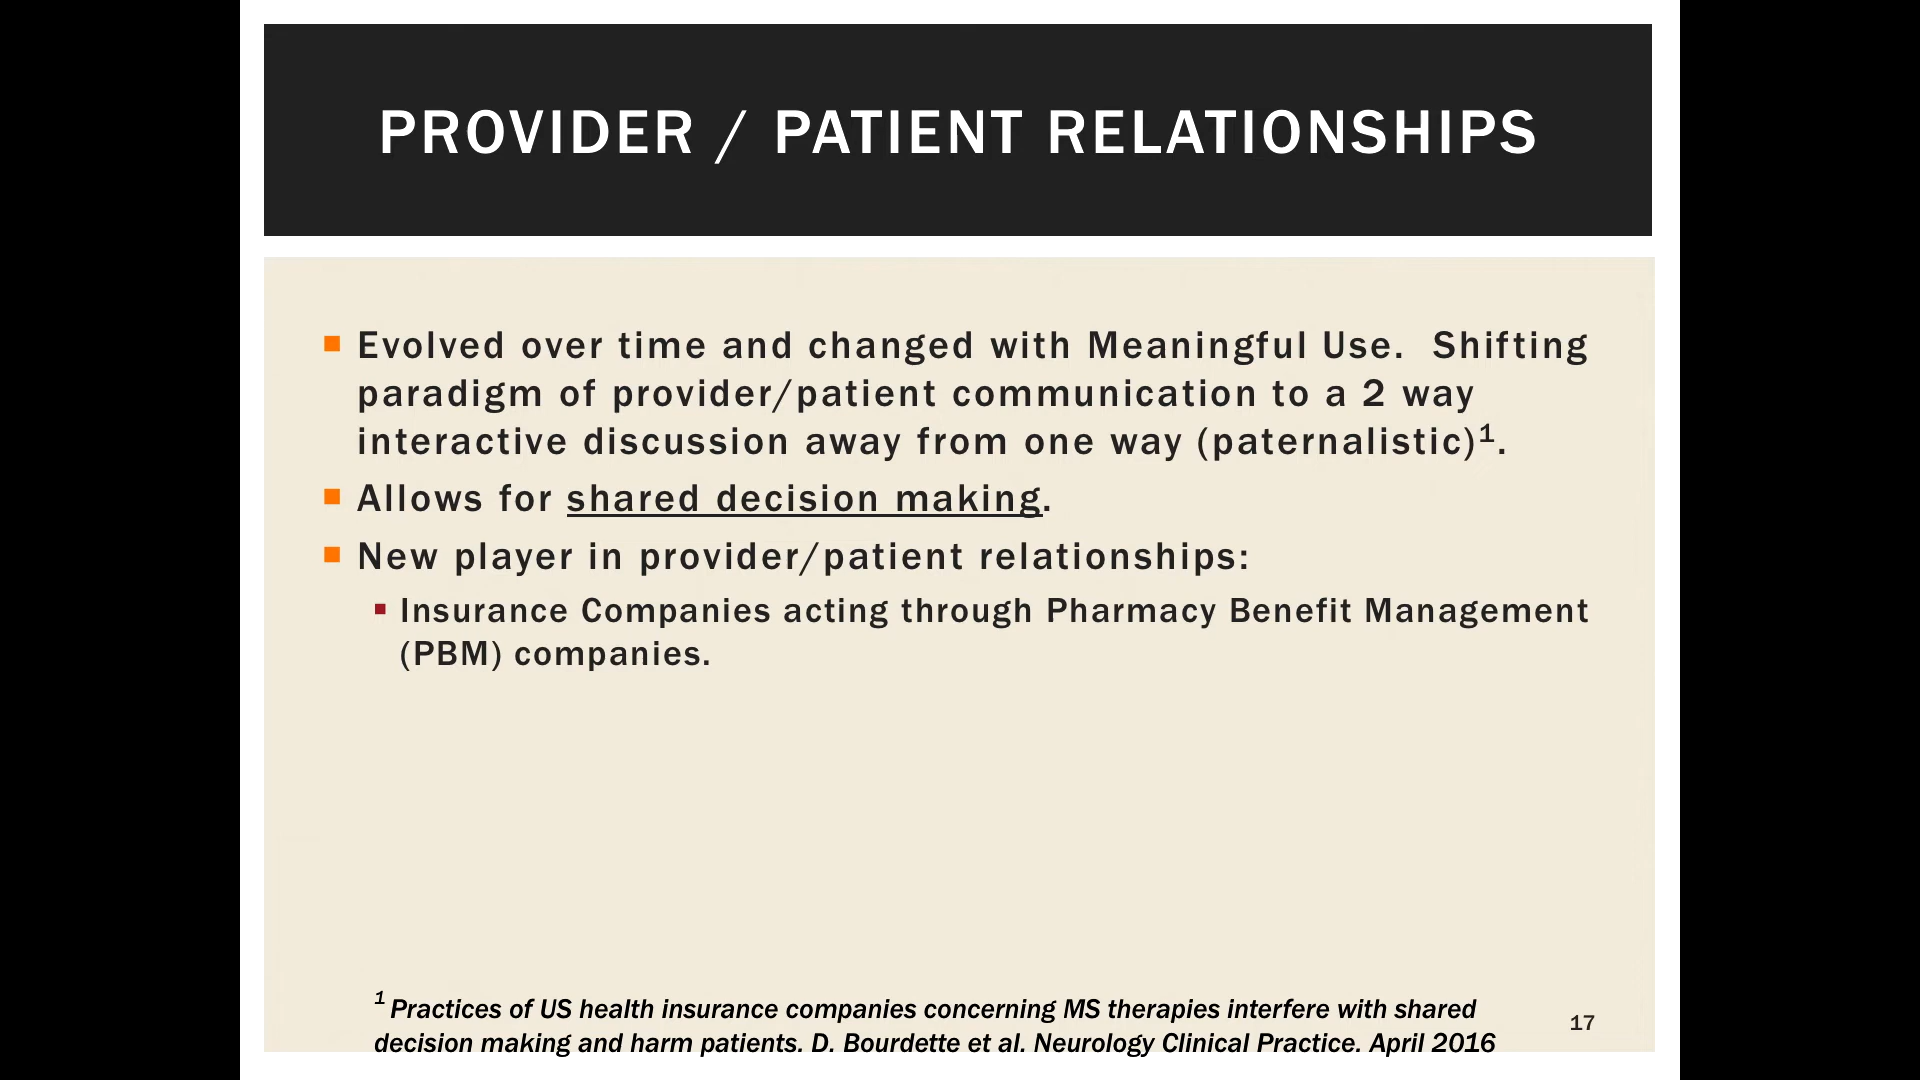 PROVIDER / PATIENT RELATIONSHIPS
Evolved over time and changed with Meaningful Use. Shifting
paradigm of provider/patient communication to a 2 way
interactive discussion away from one way (paternalistic)¹.
Allows for shared decision making.
New player in provider/patient relationships:
Insurance Companies acting through Pharmacy Benefit Management
(PBM) companies.
¹ Practices of US health insurance companies concerning MS therapies interfere with shared
decision making and harm patients. D. Bourdette et al. Neurology Clinical Practice. April 2016
17